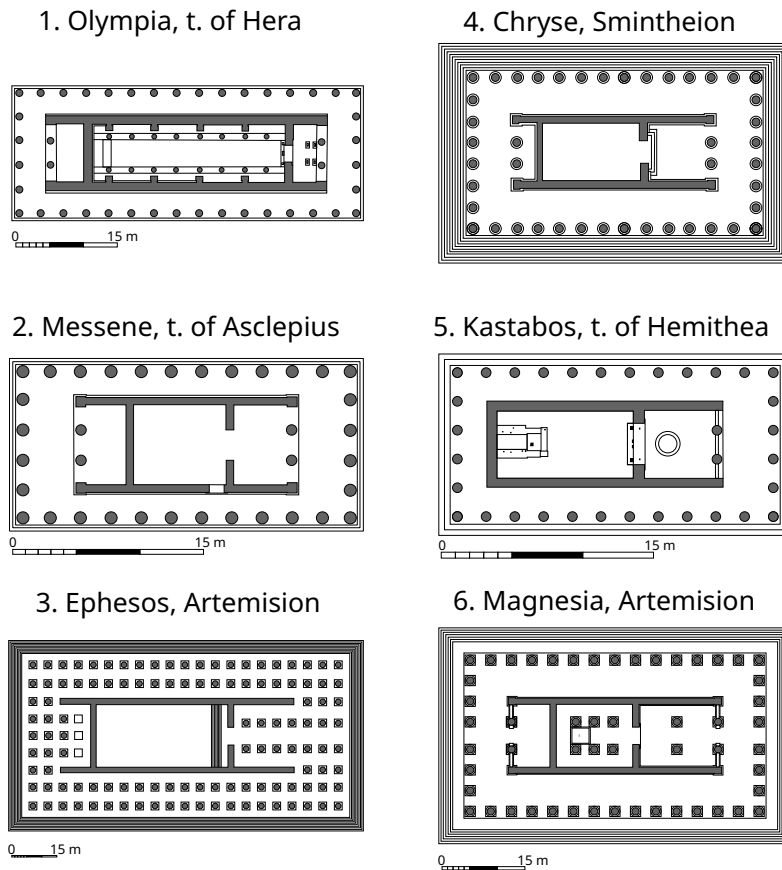 1. Olympia, t. of Hera
0 15 m
2. Messene, t. of Asclepius
0 15 m
3. Ephesos, Artemision
0 15 m
4. Chryse, Smintheion
5. Kastabos, t. of Hemithea
0 15 m
6. Magnesia, Artemision
0 15 m